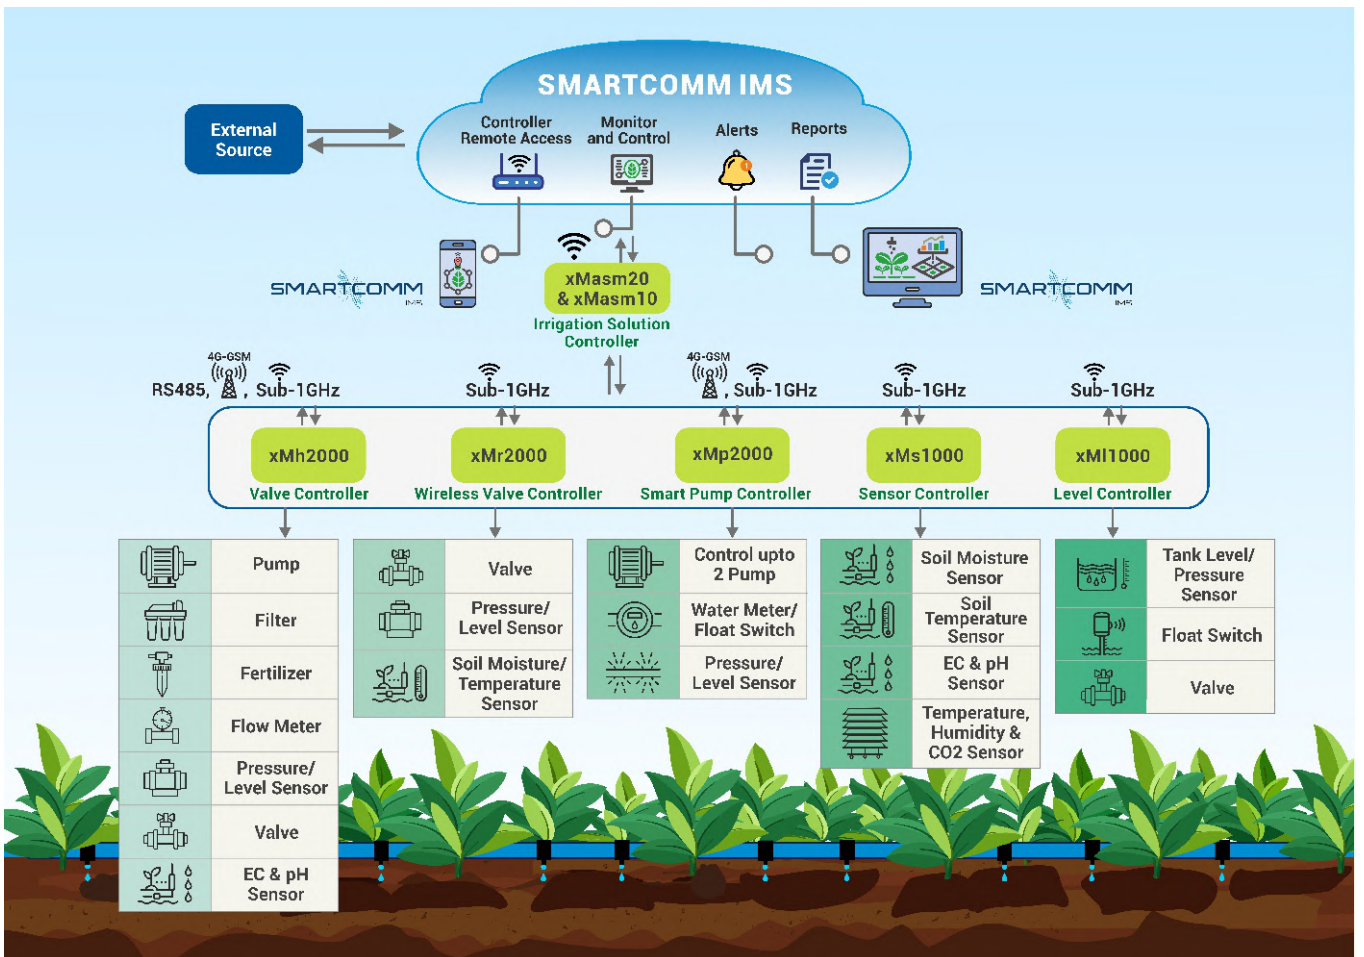 SMARTCOMM IMS
External
Source
Controller
Remote Access
Monitor
and Control
Alerts
Reports
SMARTCOMM
IMS
xMasm20
& xMasm10
Irrigation Solution
Controller
SMARTCOMM
IMS
4G-GSM
RS485, , Sub-1GHz
Sub-1GHz
4G-GSM
, Sub-1GHz
Sub-1GHz
Sub-1GHz
xMh2000
Valve Controller
xMr2000
Wireless Valve Controller
xMp2000
Smart Pump Controller
xMs1000
Sensor Controller
xMl1000
Level Controller
Pump
Filter
Fertilizer
Flow Meter
Pressure/
Level Sensor
Valve
EC & pH
Sensor
Valve
Pressure/
Level Sensor
Soil Moisture/
Temperature
Sensor
Control upto
2 Pump
Water Meter/
Float Switch
Pressure/
Level Sensor
Soil Moisture
Sensor
Soil
Temperature
Sensor
EC & pH
Sensor
Temperature,
Humidity &
CO2 Sensor
Tank Level/
Pressure
Sensor
Float Switch
Valve